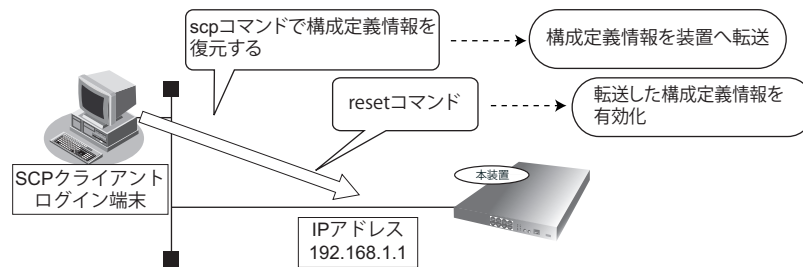 scpコマンドで構成定義情報を
復元する
構成定義情報を装置へ転送
resetコマンド
転送した構成定義情報を
有効化
SCPクライアント
ログイン端末
本装置
IPアドレス
192.168.1.1